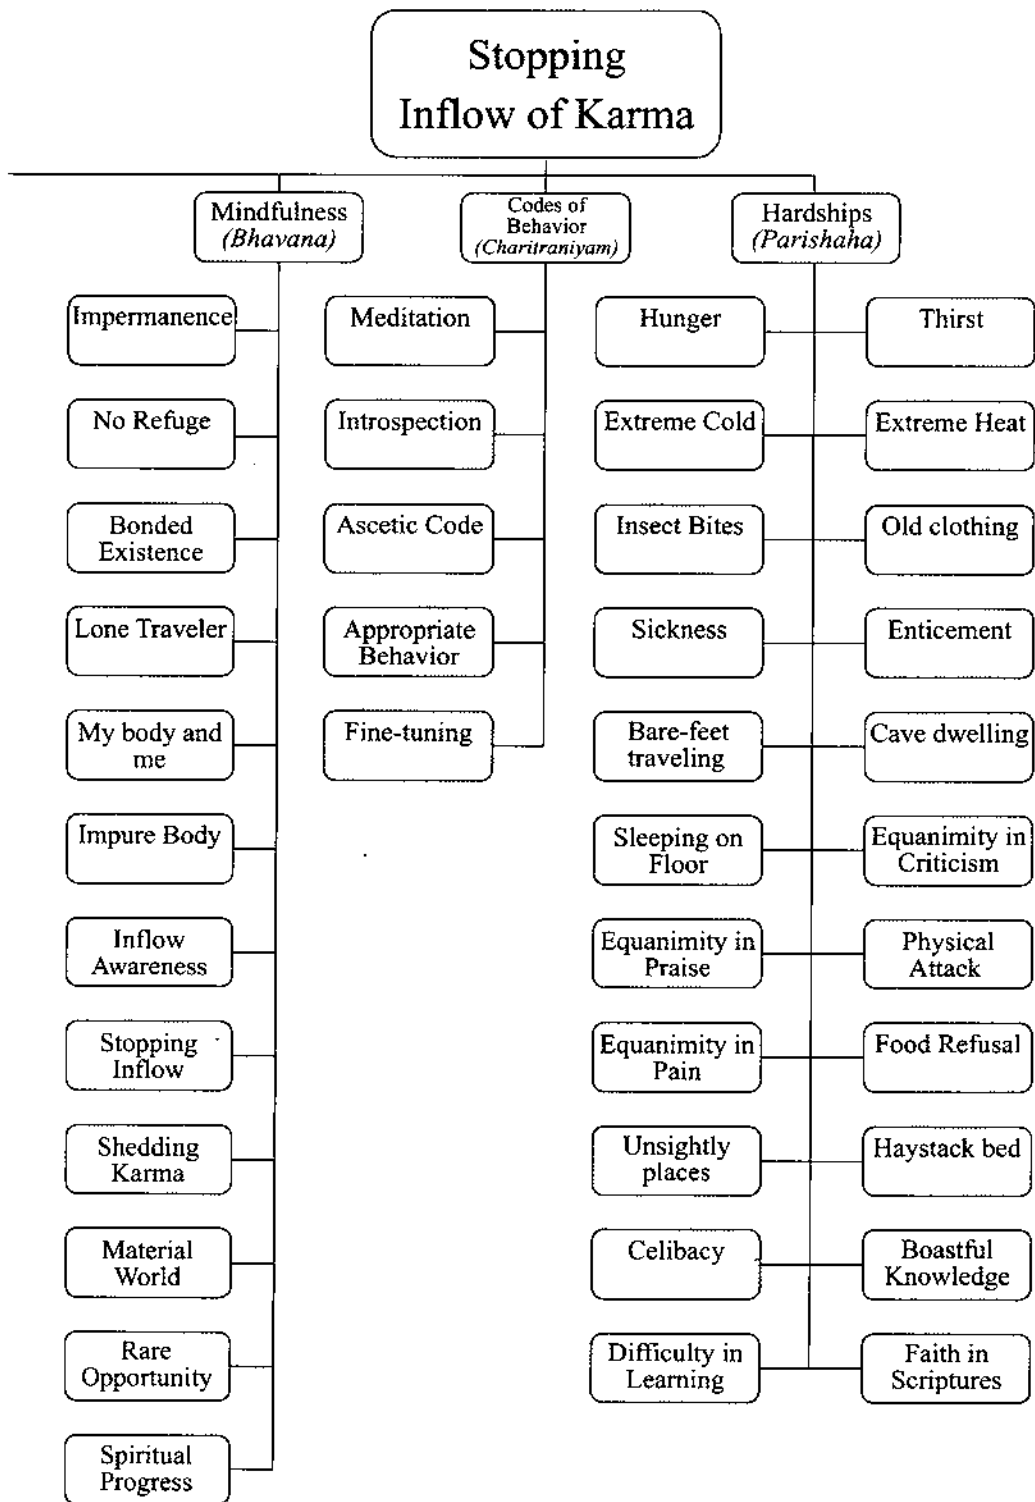 Stopping
Inflow of Karma
Mindfulness
(Bhavana)
Impermanence
No Refuge
Bonded
Existence
Lone Traveler
My body and
me
Impure Body
Inflow
Awareness
Stopping
Inflow
Shedding
Karma
Material
World
Rare
Opportunity
Spiritual
Progress
Codes of
Behavior
(Charitraniyam)
Meditation
Introspection
Ascetic Code
Appropriate
Behavior
Fine-tuning
Hardships
(Parishaha)
Hunger
Thirst
Extreme Cold
Extreme Heat
Insect Bites
Old clothing
Sickness
Enticement
Bare-feet
traveling
Cave dwelling
Sleeping on
Floor
Equanimity in
Criticism
Equanimity in
Praise
Physical
Attack
Equanimity in
Pain
Food Refusal
Unsightly
places
Haystack bed
Celibacy
Boastful
Knowledge
Difficulty in
Learning
Faith in
Scriptures